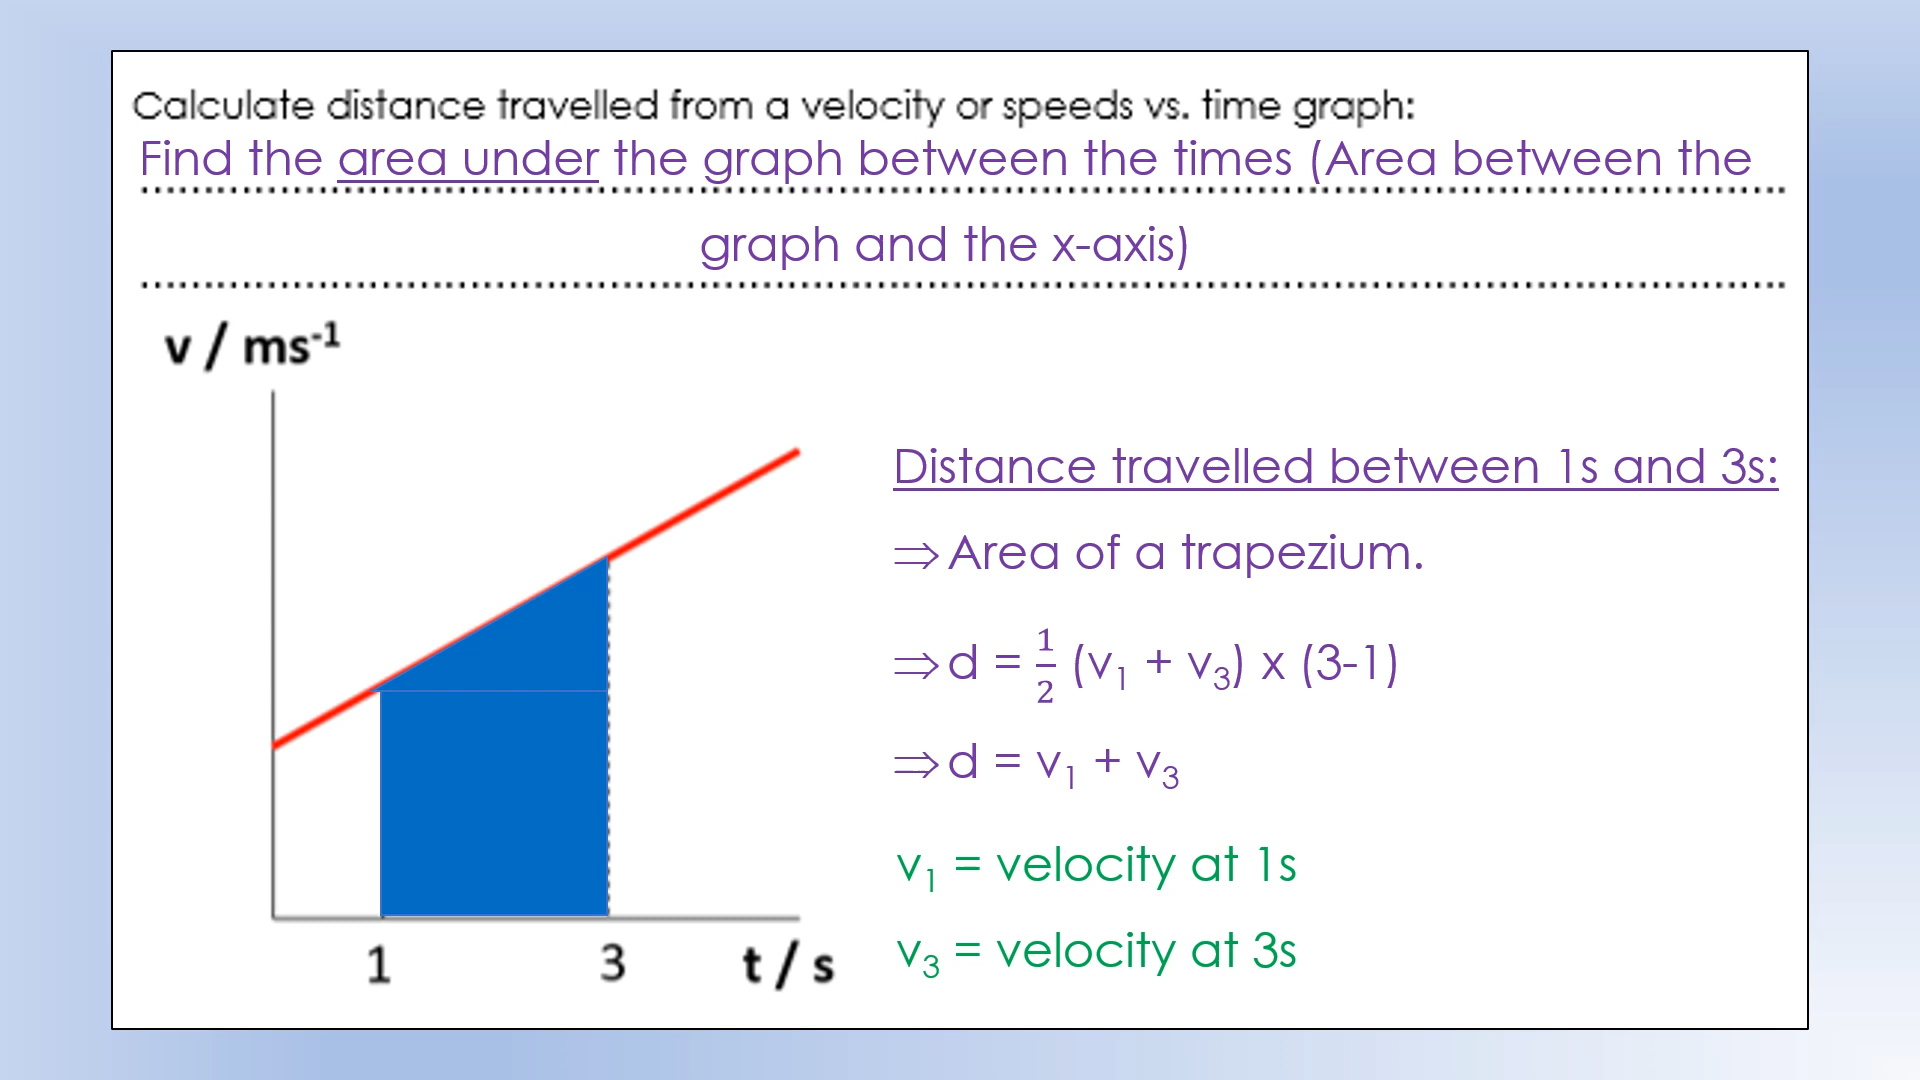 Calculate distance travelled from a velocity or speeds vs. time graph:
Find the area under the graph between the times (Area between the
graph and the x-axis)
v / ms⁻¹
1
3
t / s
Distance travelled between 1s and 3s:
⇒ Area of a trapezium.
⇒ d = ½ (v₁ + v₃) x (3-1)
⇒ d = v₁ + v₃
v₁ = velocity at 1s
v₃ = velocity at 3s